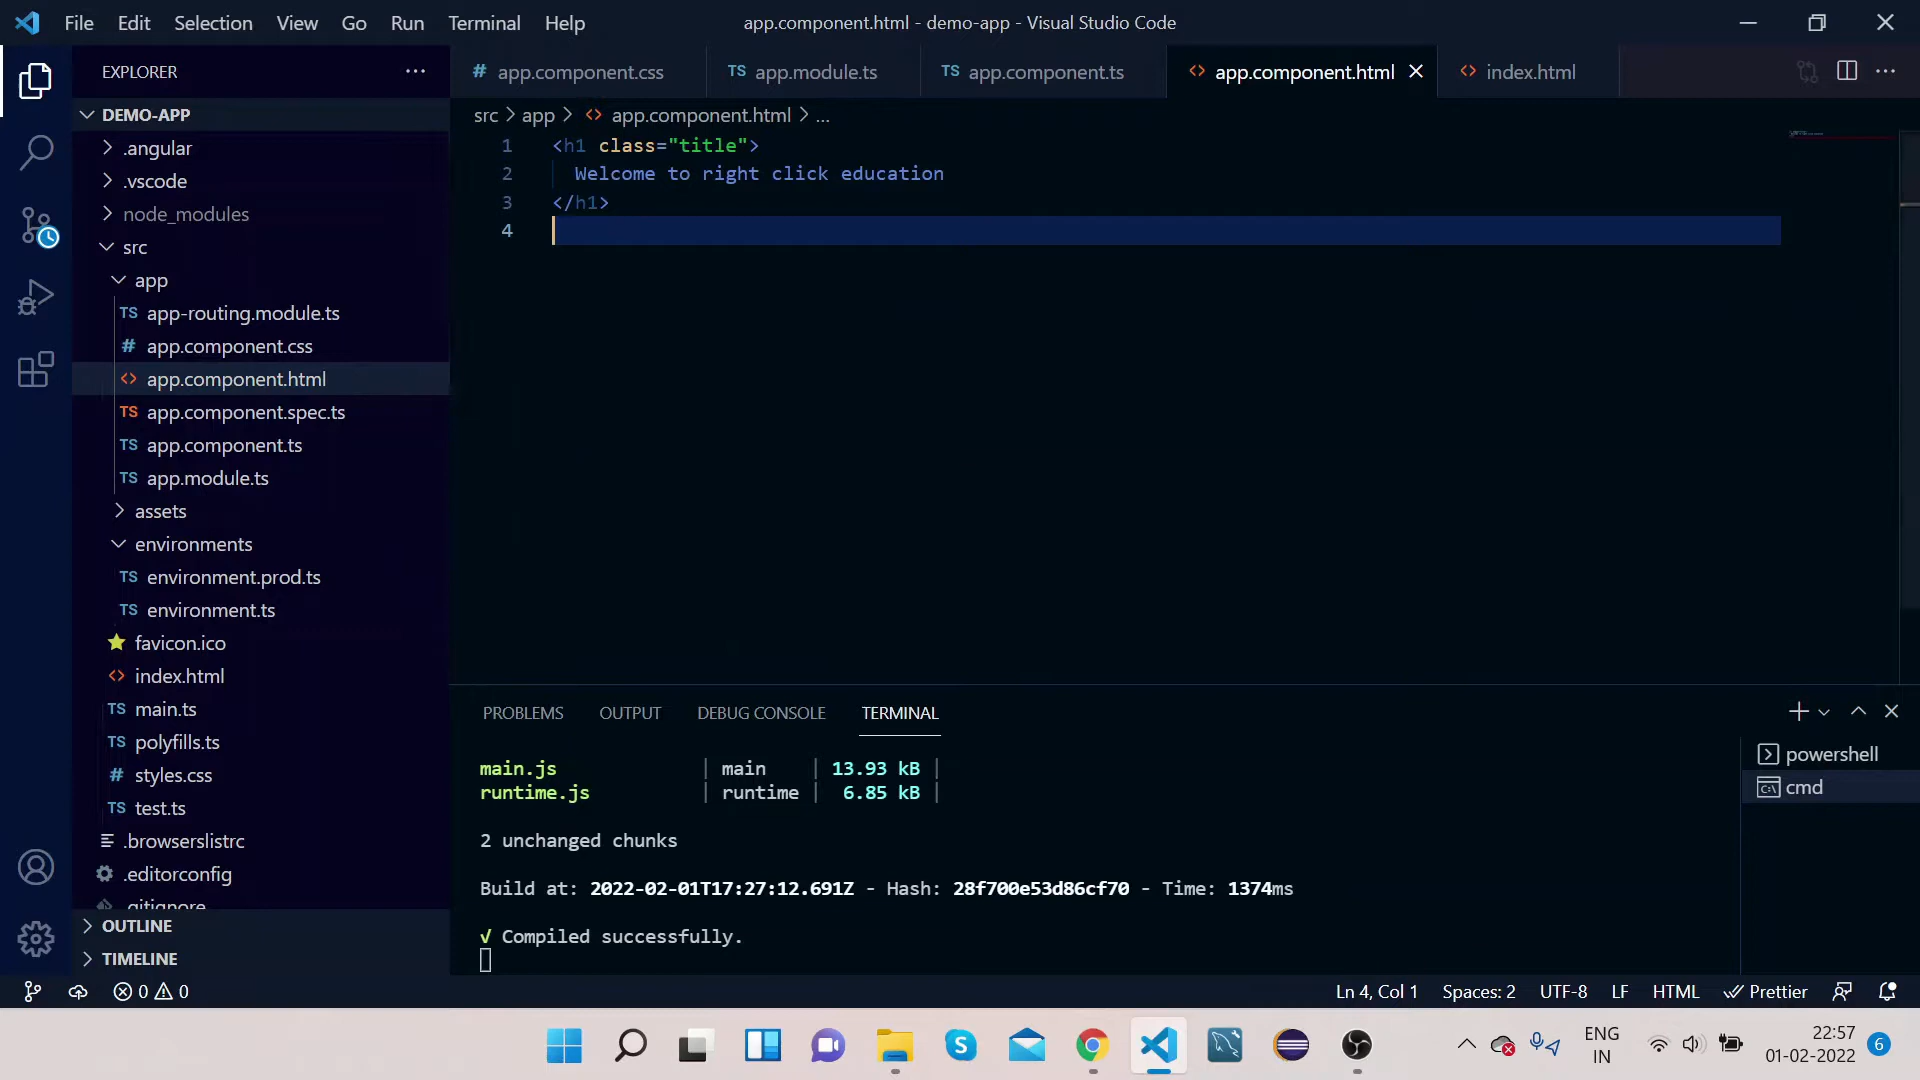 File Edit Selection View Go Run Terminal Help app.component.html - demo-app - Visual Studio Code
EXPLORER
# app.component.css TS app.module.ts TS app.component.ts <> app.component.html <> index.html
DEMO-APP
src > app > <> app.component.html > ...
.angular
.vscode
node_modules
src
app
TS app-routing.module.ts
# app.component.css
<> app.component.html
TS app.component.spec.ts
TS app.component.ts
TS app.module.ts
assets
environments
TS environment.prod.ts
TS environment.ts
favicon.ico
<> index.html
TS main.ts
TS polyfills.ts
# styles.css
TS test.ts
.browserslistrc
.editorconfig
.gitignore
OUTLINE
TIMELINE
1 <h1 class="title">
2 Welcome to right click education
3 </h1>
4
PROBLEMS OUTPUT DEBUG CONSOLE TERMINAL
main.js | main | 13.93 kB |
runtime.js | runtime | 6.85 kB |
2 unchanged chunks
Build at: 2022-02-01T17:27:12.691Z - Hash: 28f700e53d86cf70 - Time: 1374ms
√ Compiled successfully.
powershell
cmd
0 0 Ln 4, Col 1 Spaces: 2 UTF-8 LF HTML Prettier
ENG
IN
22:57
01-02-2022
6